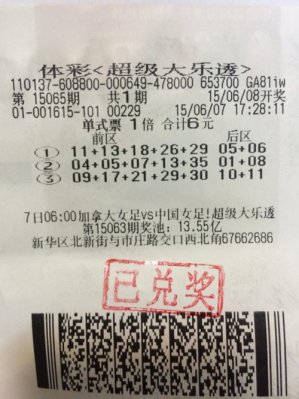 体彩<超级大乐透>
110137-608800-000649-478000 653700 GA81iw
第 15065期 共1期 15/06/08开奖
01-001615-101 00229 15/06/07 17:28:11
单式票 1倍 合计6元
前区 后区
① 11+13+18+26+29 05+06
② 04+05+07+13+35 01+08
③ 09+17+21+29+30 10+11
7日06:00加拿大女足vs中国女足!超级大乐透
第15063期奖池: 13.55亿
新华区北新街与市庄路交口西北角67662686
已兑奖